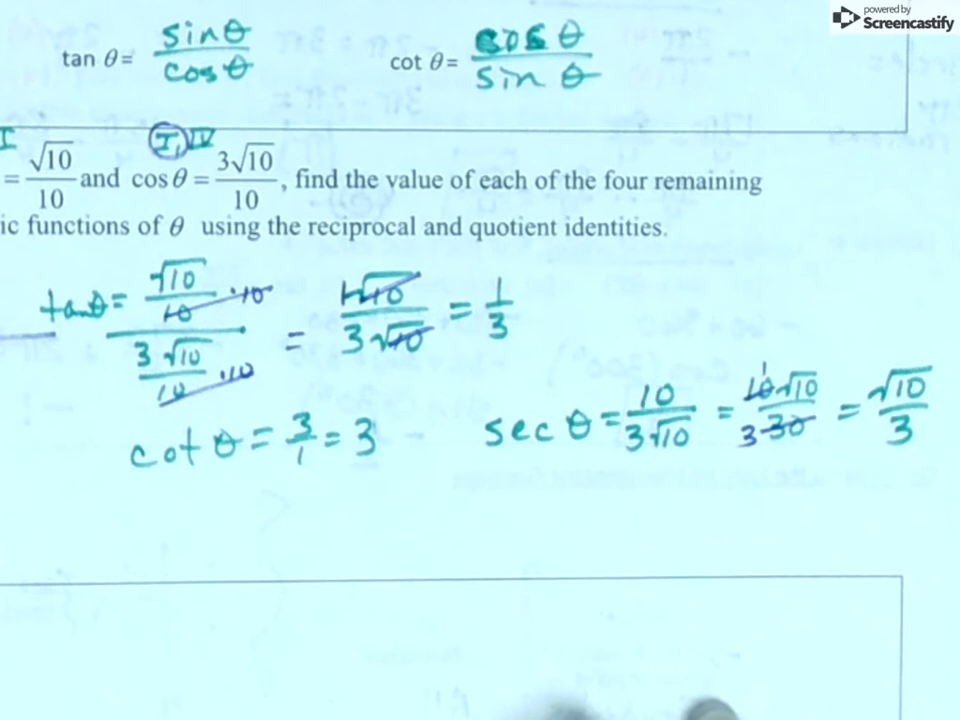 powered by
Screencastify
tan θ = sinθ/cosθ cot θ = cos θ/sin θ
I I, IV
= √10/10 and cos θ = 3√10/10, find the value of each of the four remaining
ic functions of θ using the reciprocal and quotient identities.
tanθ = (√10/10 · 10)/(3√10/10 · 10) = 1√10/3√10 = 1/3
cot θ = 3/1 = 3 sec θ = 10/3√10 = 10√10/30 1 3 = √10/3